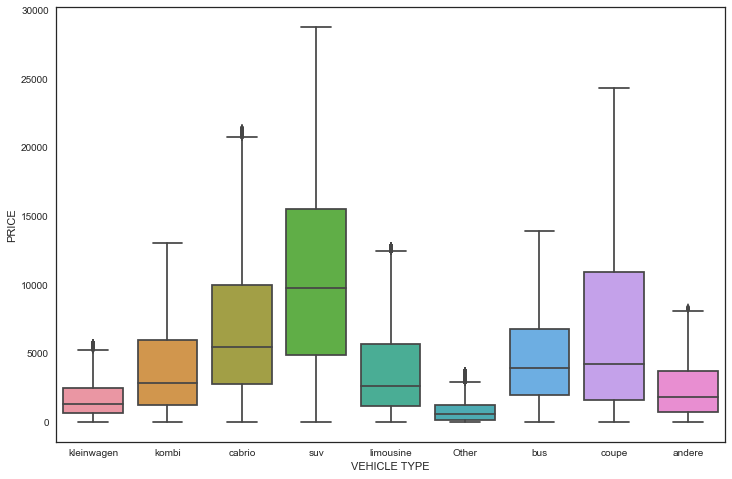 30000
25000
20000
15000
10000
5000
0
PRICE
kleinwagen kombi cabrio suv limousine Other bus coupe andere
VEHICLE TYPE